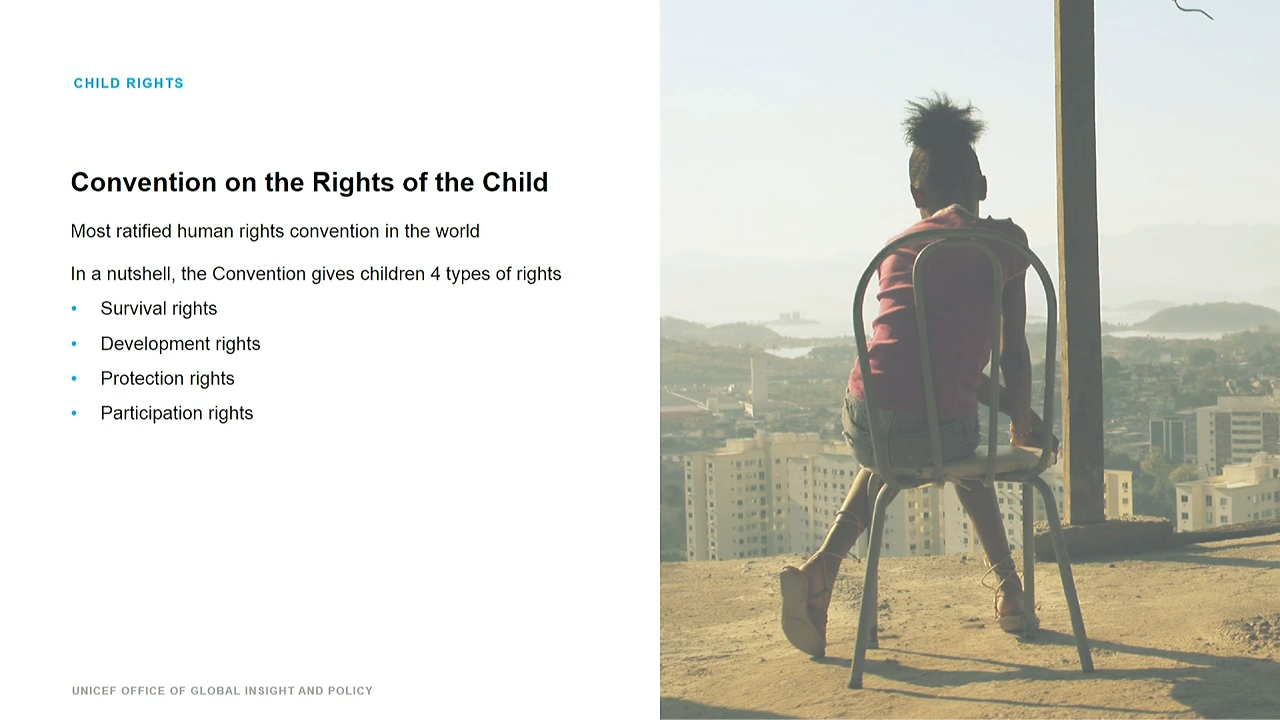 CHILD RIGHTS
Convention on the Rights of the Child
Most ratified human rights convention in the world
In a nutshell, the Convention gives children 4 types of rights
• Survival rights
• Development rights
• Protection rights
• Participation rights
UNICEF OFFICE OF GLOBAL INSIGHT AND POLICY